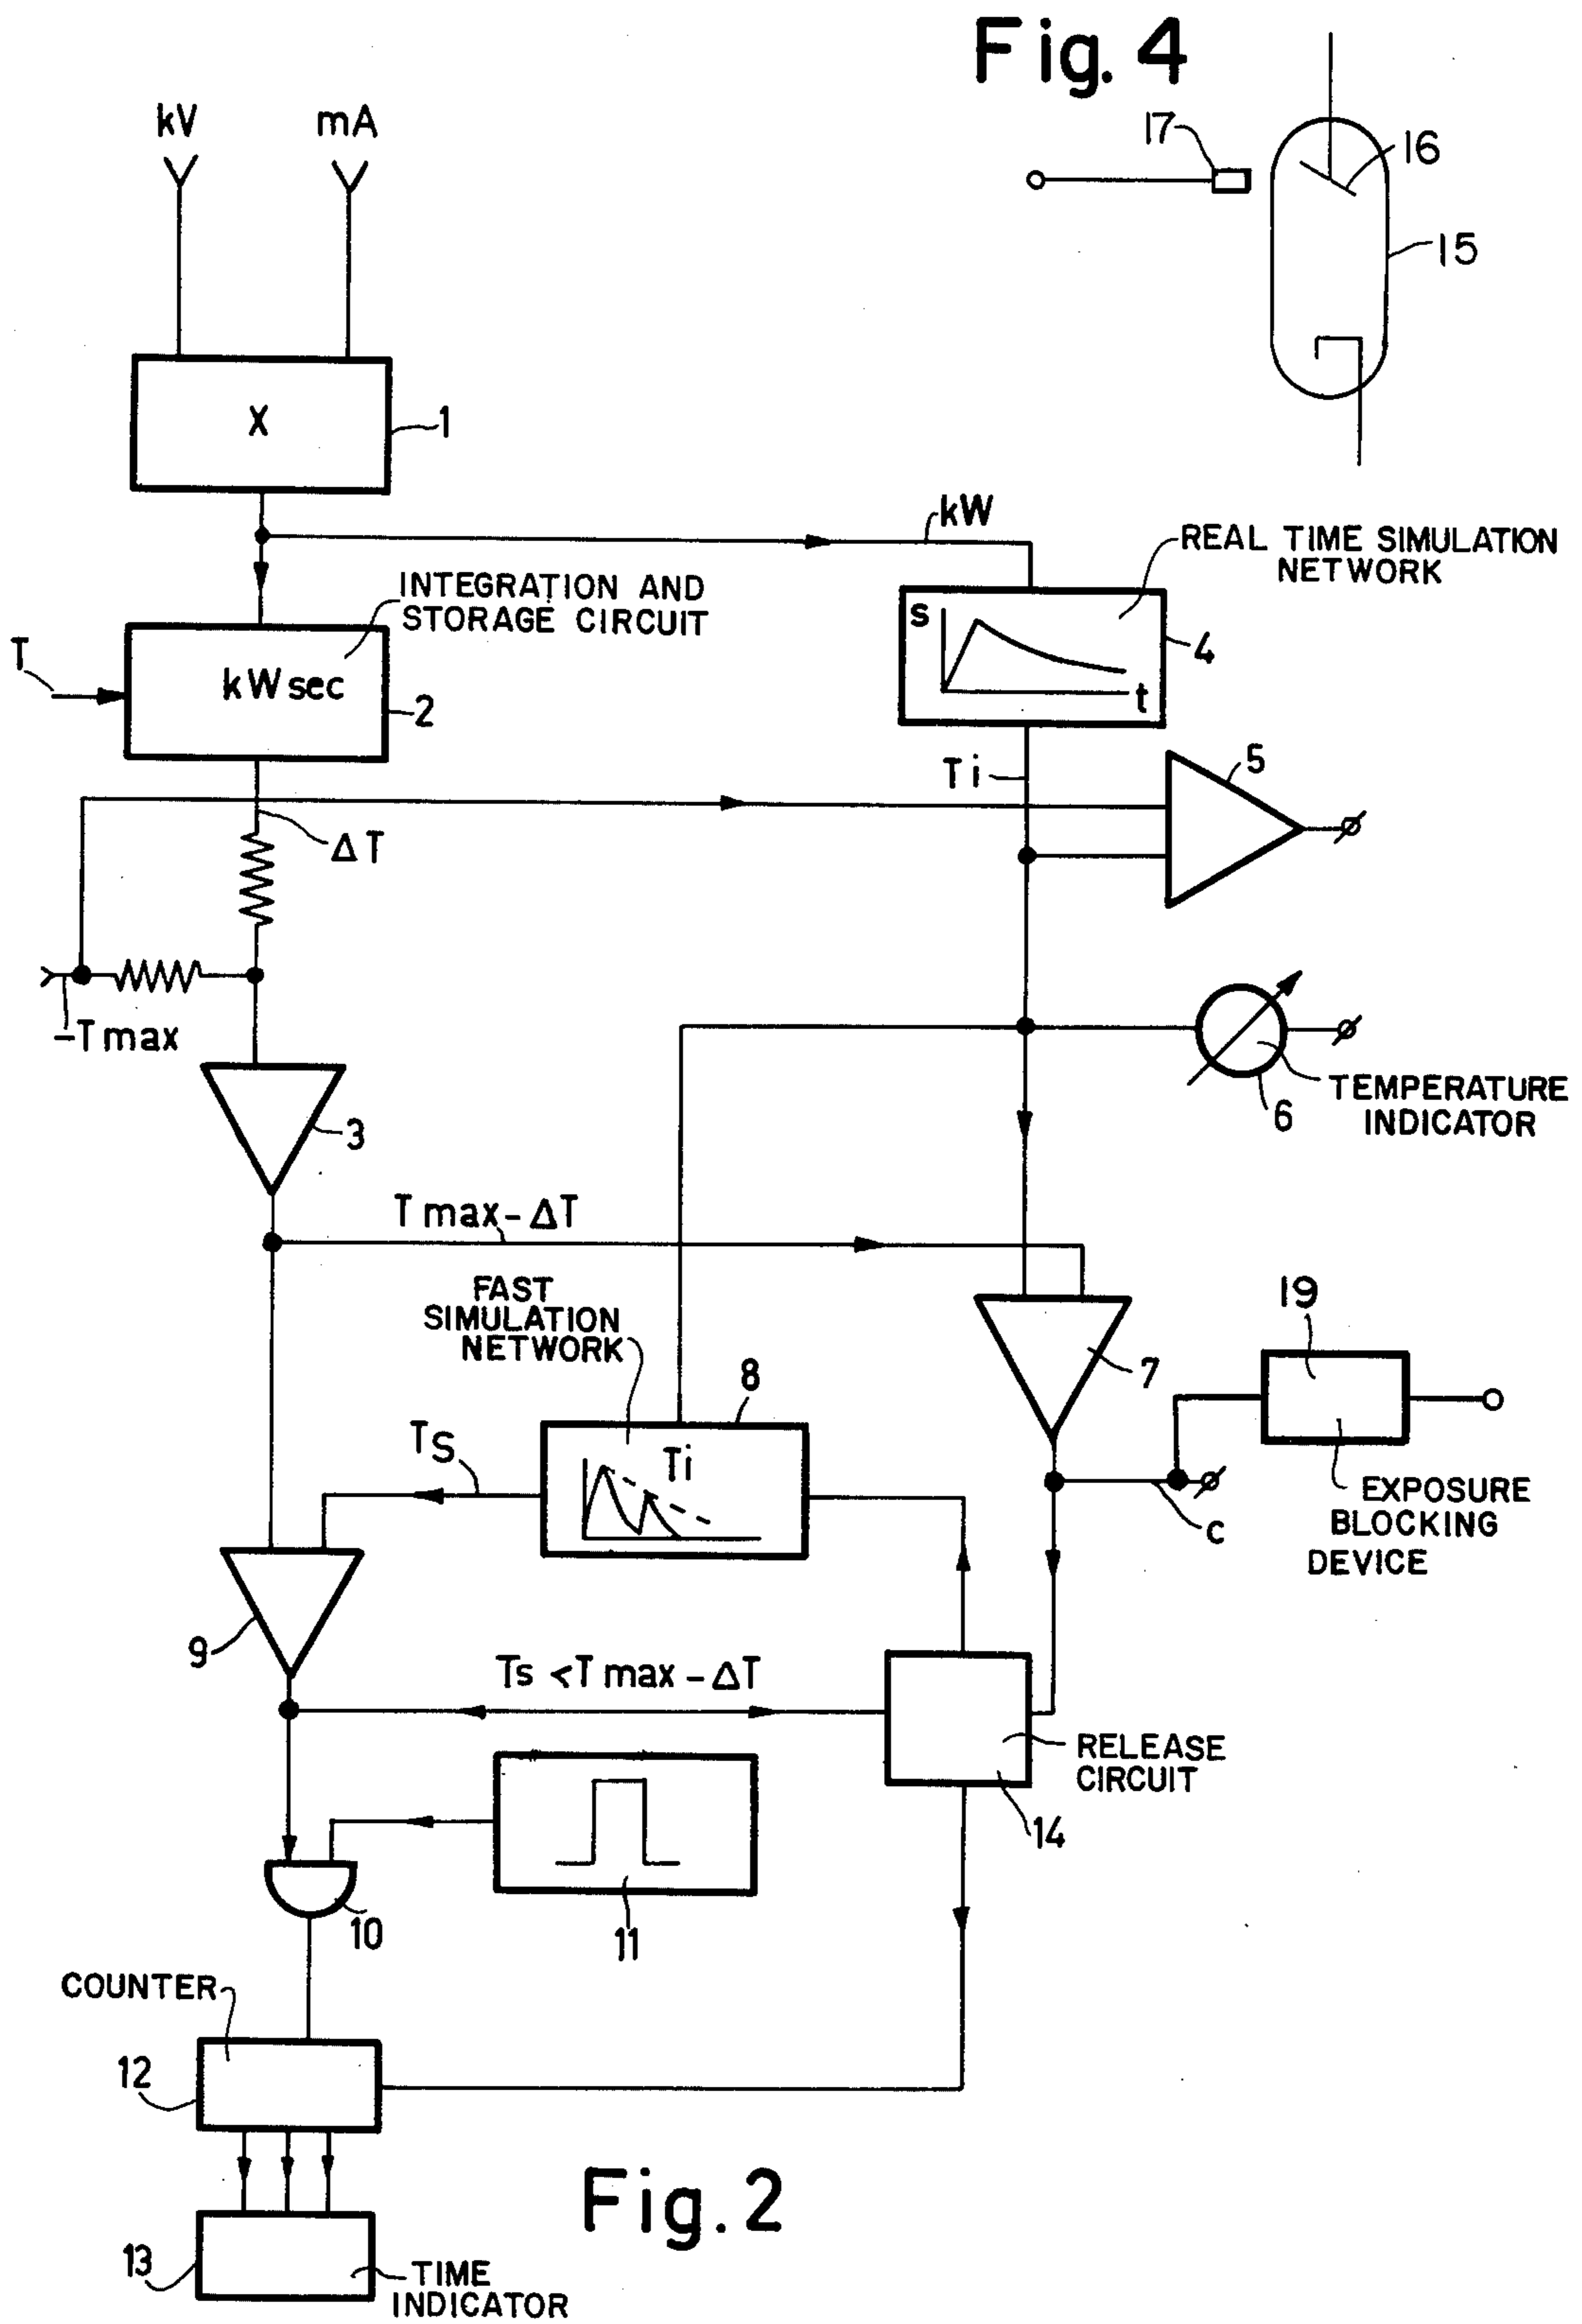 Fig. 4
kV
mA
17
16
15
X
1
kW
REAL TIME SIMULATION
NETWORK
INTEGRATION AND
STORAGE CIRCUIT
s
t
4
T
kWsec
2
Ti
5
ΔT
-Tmax
TEMPERATURE
INDICATOR
6
3
Tmax-ΔT
FAST
SIMULATION
NETWORK
19
7
8
Ts
Ti
EXPOSURE
BLOCKING
DEVICE
C
9
Ts <Tmax-ΔT
RELEASE
CIRCUIT
14
10
11
COUNTER
12
Fig. 2
13
TIME
INDICATOR